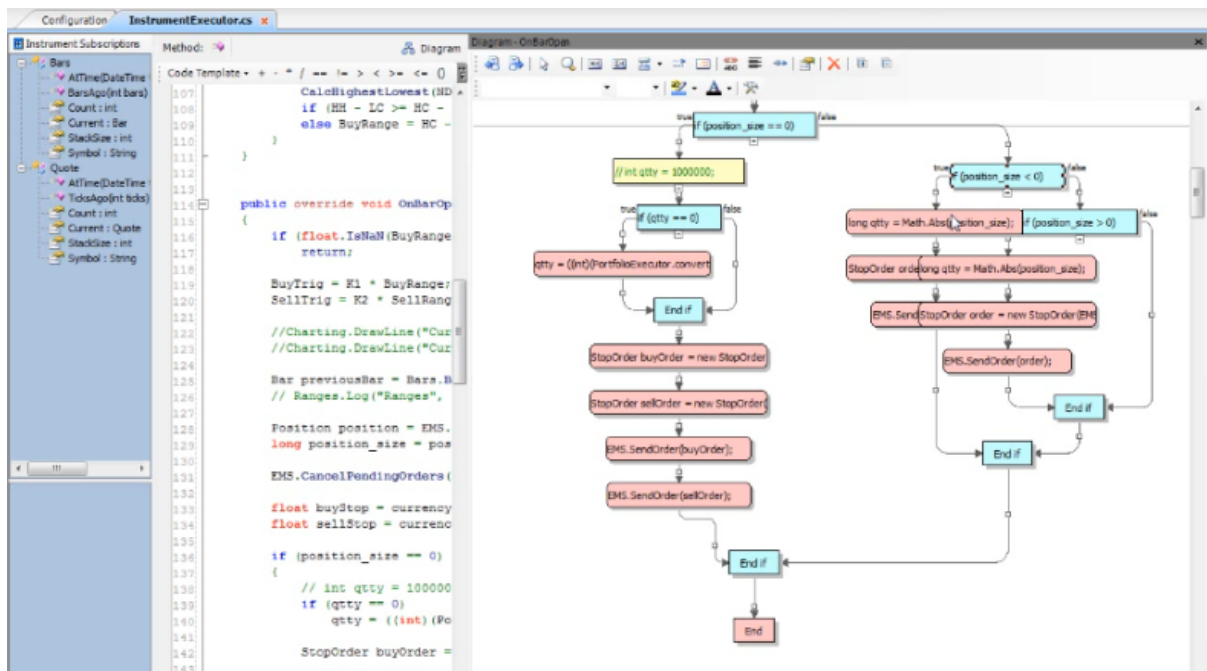 Configuration
InstrumentExecutor.cs ×
Instrument Subscriptions
Bars
AtTime(DateTime
BarsAgo(int bars)
Count : int
Current : Bar
StackSize : int
Symbol : String
Quote
AtTime(DateTime
TicksAgo(int ticks)
Count : int
Current : Quote
StackSize : int
Symbol : String
Method:
Diagram
Code Template + - * / == != > < >= <= ()
107 CalcHighestLowest(ND
108 if (HH - LC >= HC -
109 else BuyRange = HC -
110 }
111 }
112
113
114 public override void OnBarOp
115 {
116 if (float.IsNaN(BuyRange
117 return;
118
119 BuyTrig = K1 * BuyRange;
120 SellTrig = K2 * SellRang
121
122 //Charting.DrawLine("Cur
123 //Charting.DrawLine("Cur
124
125 Bar previousBar = Bars.B
126 // Ranges.Log("Ranges",
127
128 Position position = EMS.
129 long position_size = pos
130
131 EMS.CancelPendingOrders(
132
133 float buyStop = currency
134 float sellStop = currenc
135
136 if (position_size == 0)
137 {
138 // int qtty = 100000
139 if (qtty == 0)
140 qtty = ((int)(Po
141
142 StopOrder buyOrder =
143
Diagram - OnBarOpen
if (position_size == 0)
true
false
// int qtty = 1000000;
if (qtty == 0)
true
false
qtty = ((int)(PortfolioExecutor.convert
End if
StopOrder buyOrder = new StopOrder
StopOrder sellOrder = new StopOrder(
EMS.SendOrder(buyOrder);
EMS.SendOrder(sellOrder);
true
if (position_size < 0)
false
long qtty = Math.Abs(position_size);
if (position_size > 0)
false
StopOrder orde
long qtty = Math.Abs(position_size);
EMS.Send
StopOrder order = new StopOrder(EMS
EMS.SendOrder(order);
End if
End if
End if
End